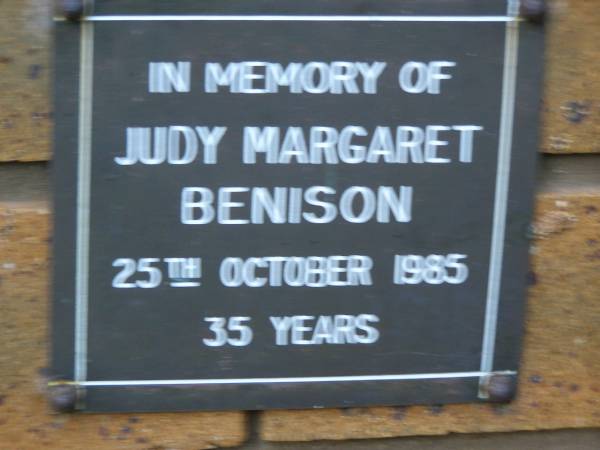 IN MEMORY OF
JUDY MARGARET
BENISON
25TH OCTOBER 1985
35 YEARS